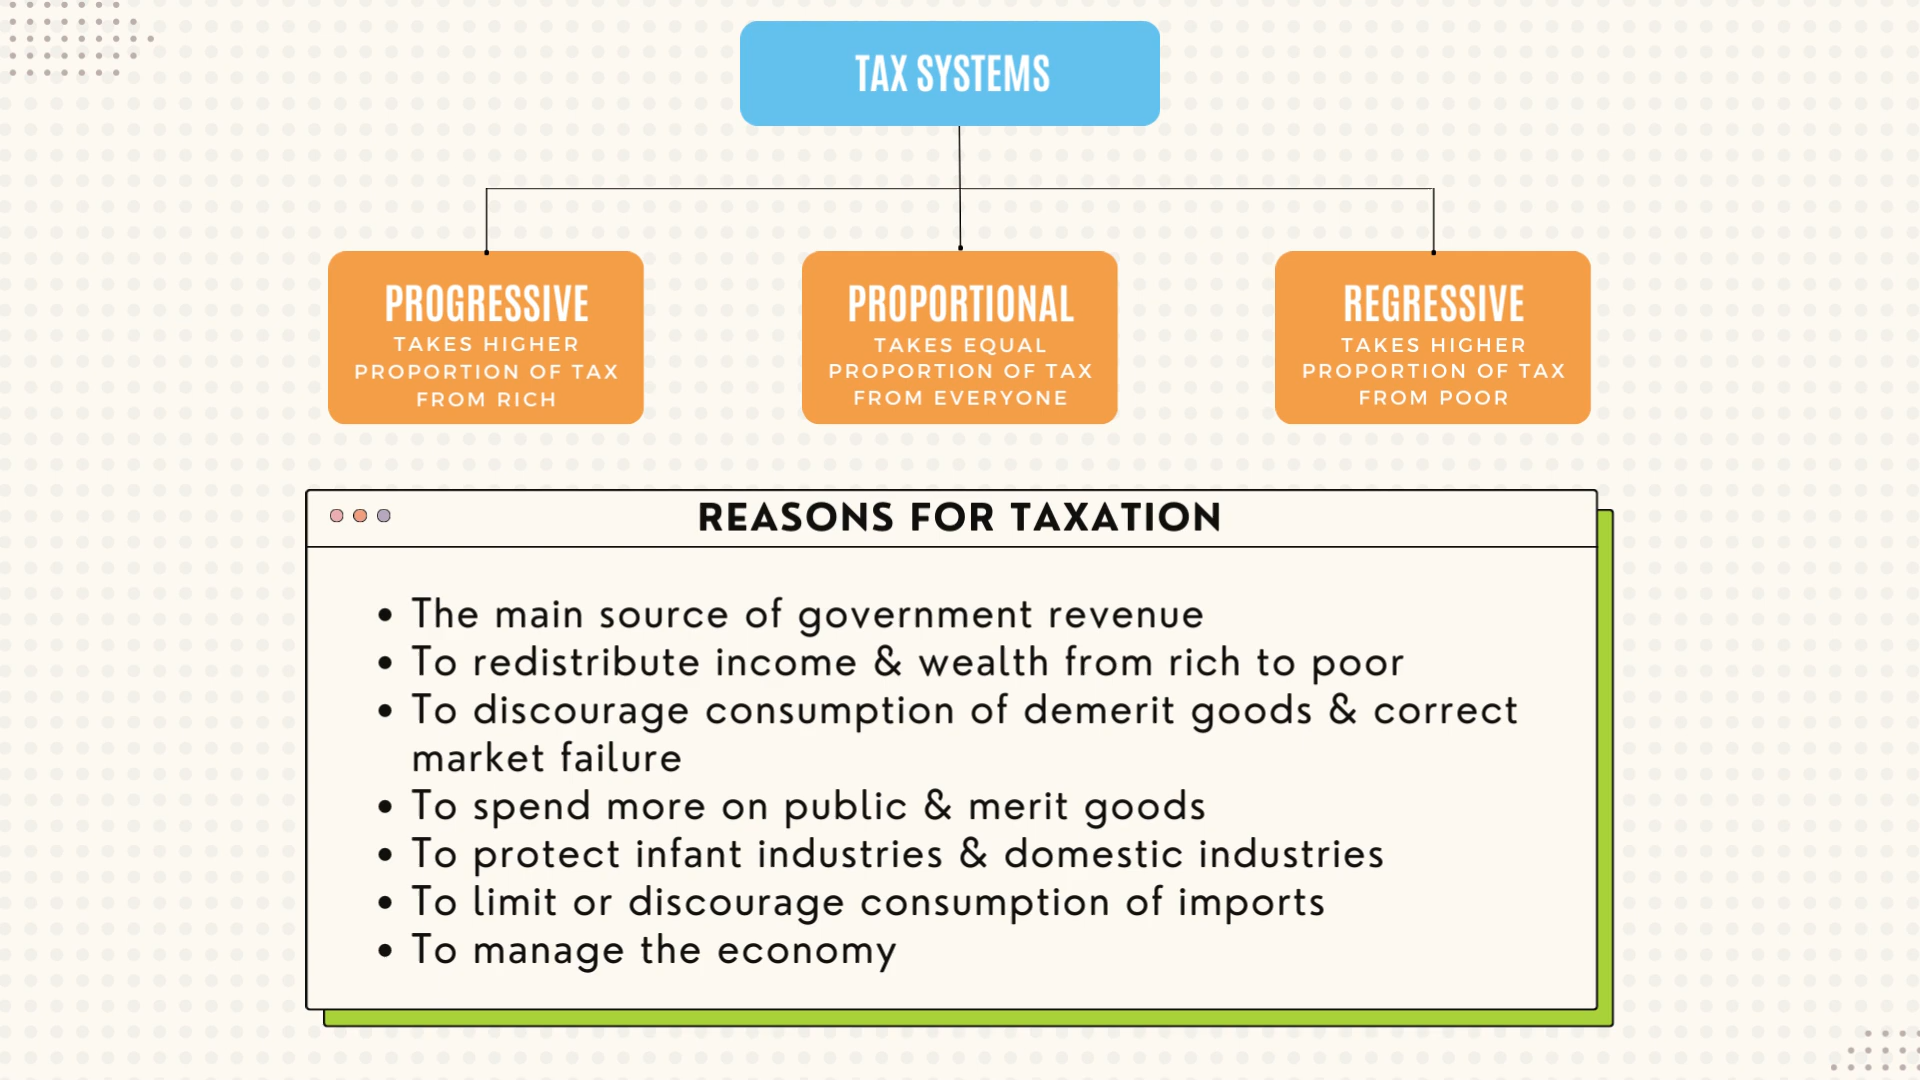 TAX SYSTEMS
PROGRESSIVE
TAKES HIGHER
PROPORTION OF TAX
FROM RICH
PROPORTIONAL
TAKES EQUAL
PROPORTION OF TAX
FROM EVERYONE
REGRESSIVE
TAKES HIGHER
PROPORTION OF TAX
FROM POOR
REASONS FOR TAXATION
• The main source of government revenue
• To redistribute income & wealth from rich to poor
• To discourage consumption of demerit goods & correct
market failure
• To spend more on public & merit goods
• To protect infant industries & domestic industries
• To limit or discourage consumption of imports
• To manage the economy